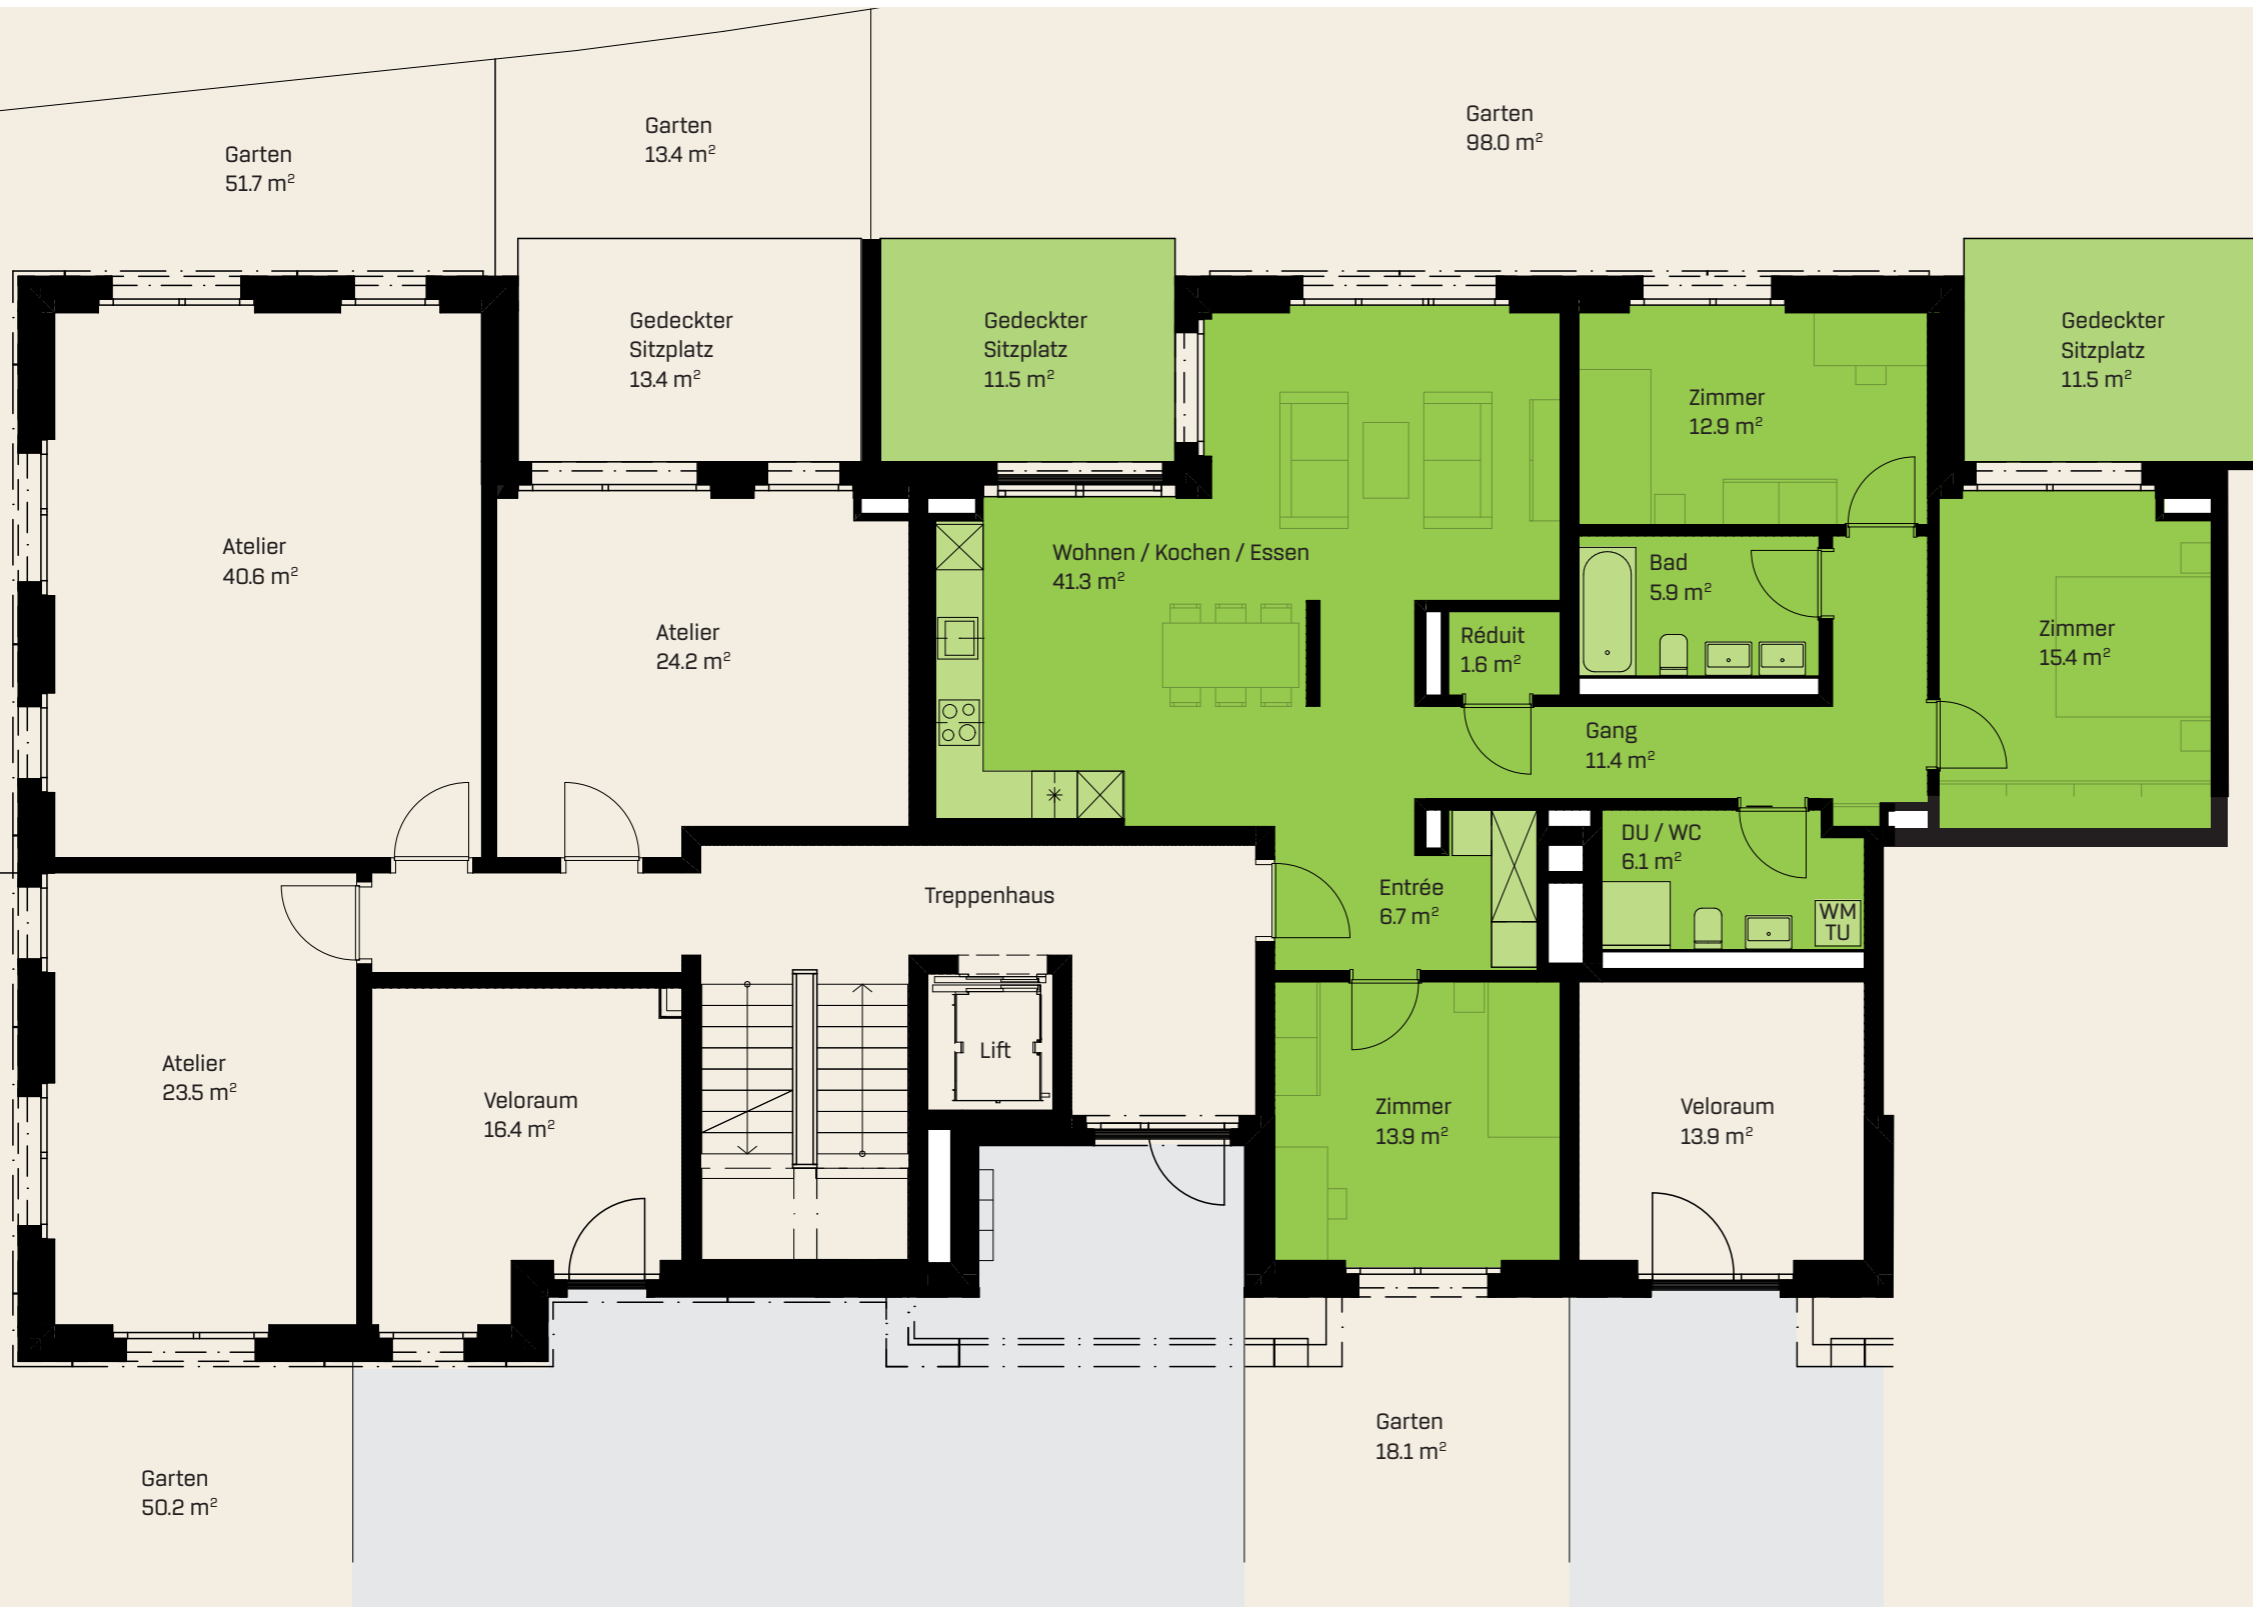 Garten
98.0 m²
Garten
13.4 m²
Garten
51.7 m²
Gedeckter
Sitzplatz
13.4 m²
Gedeckter
Sitzplatz
11.5 m²
Gedeckter
Sitzplatz
11.5 m²
Zimmer
12.9 m²
Atelier
40.6 m²
Wohnen / Kochen / Essen
41.3 m²
Bad
5.9 m²
Atelier
24.2 m²
Réduit
1.6 m²
Zimmer
15.4 m²
Gang
11.4 m²
DU / WC
6.1 m²
Treppenhaus
Entrée
6.7 m²
WM
TU
Lift
Atelier
23.5 m²
Veloraum
16.4 m²
Zimmer
13.9 m²
Veloraum
13.9 m²
Garten
18.1 m²
Garten
50.2 m²